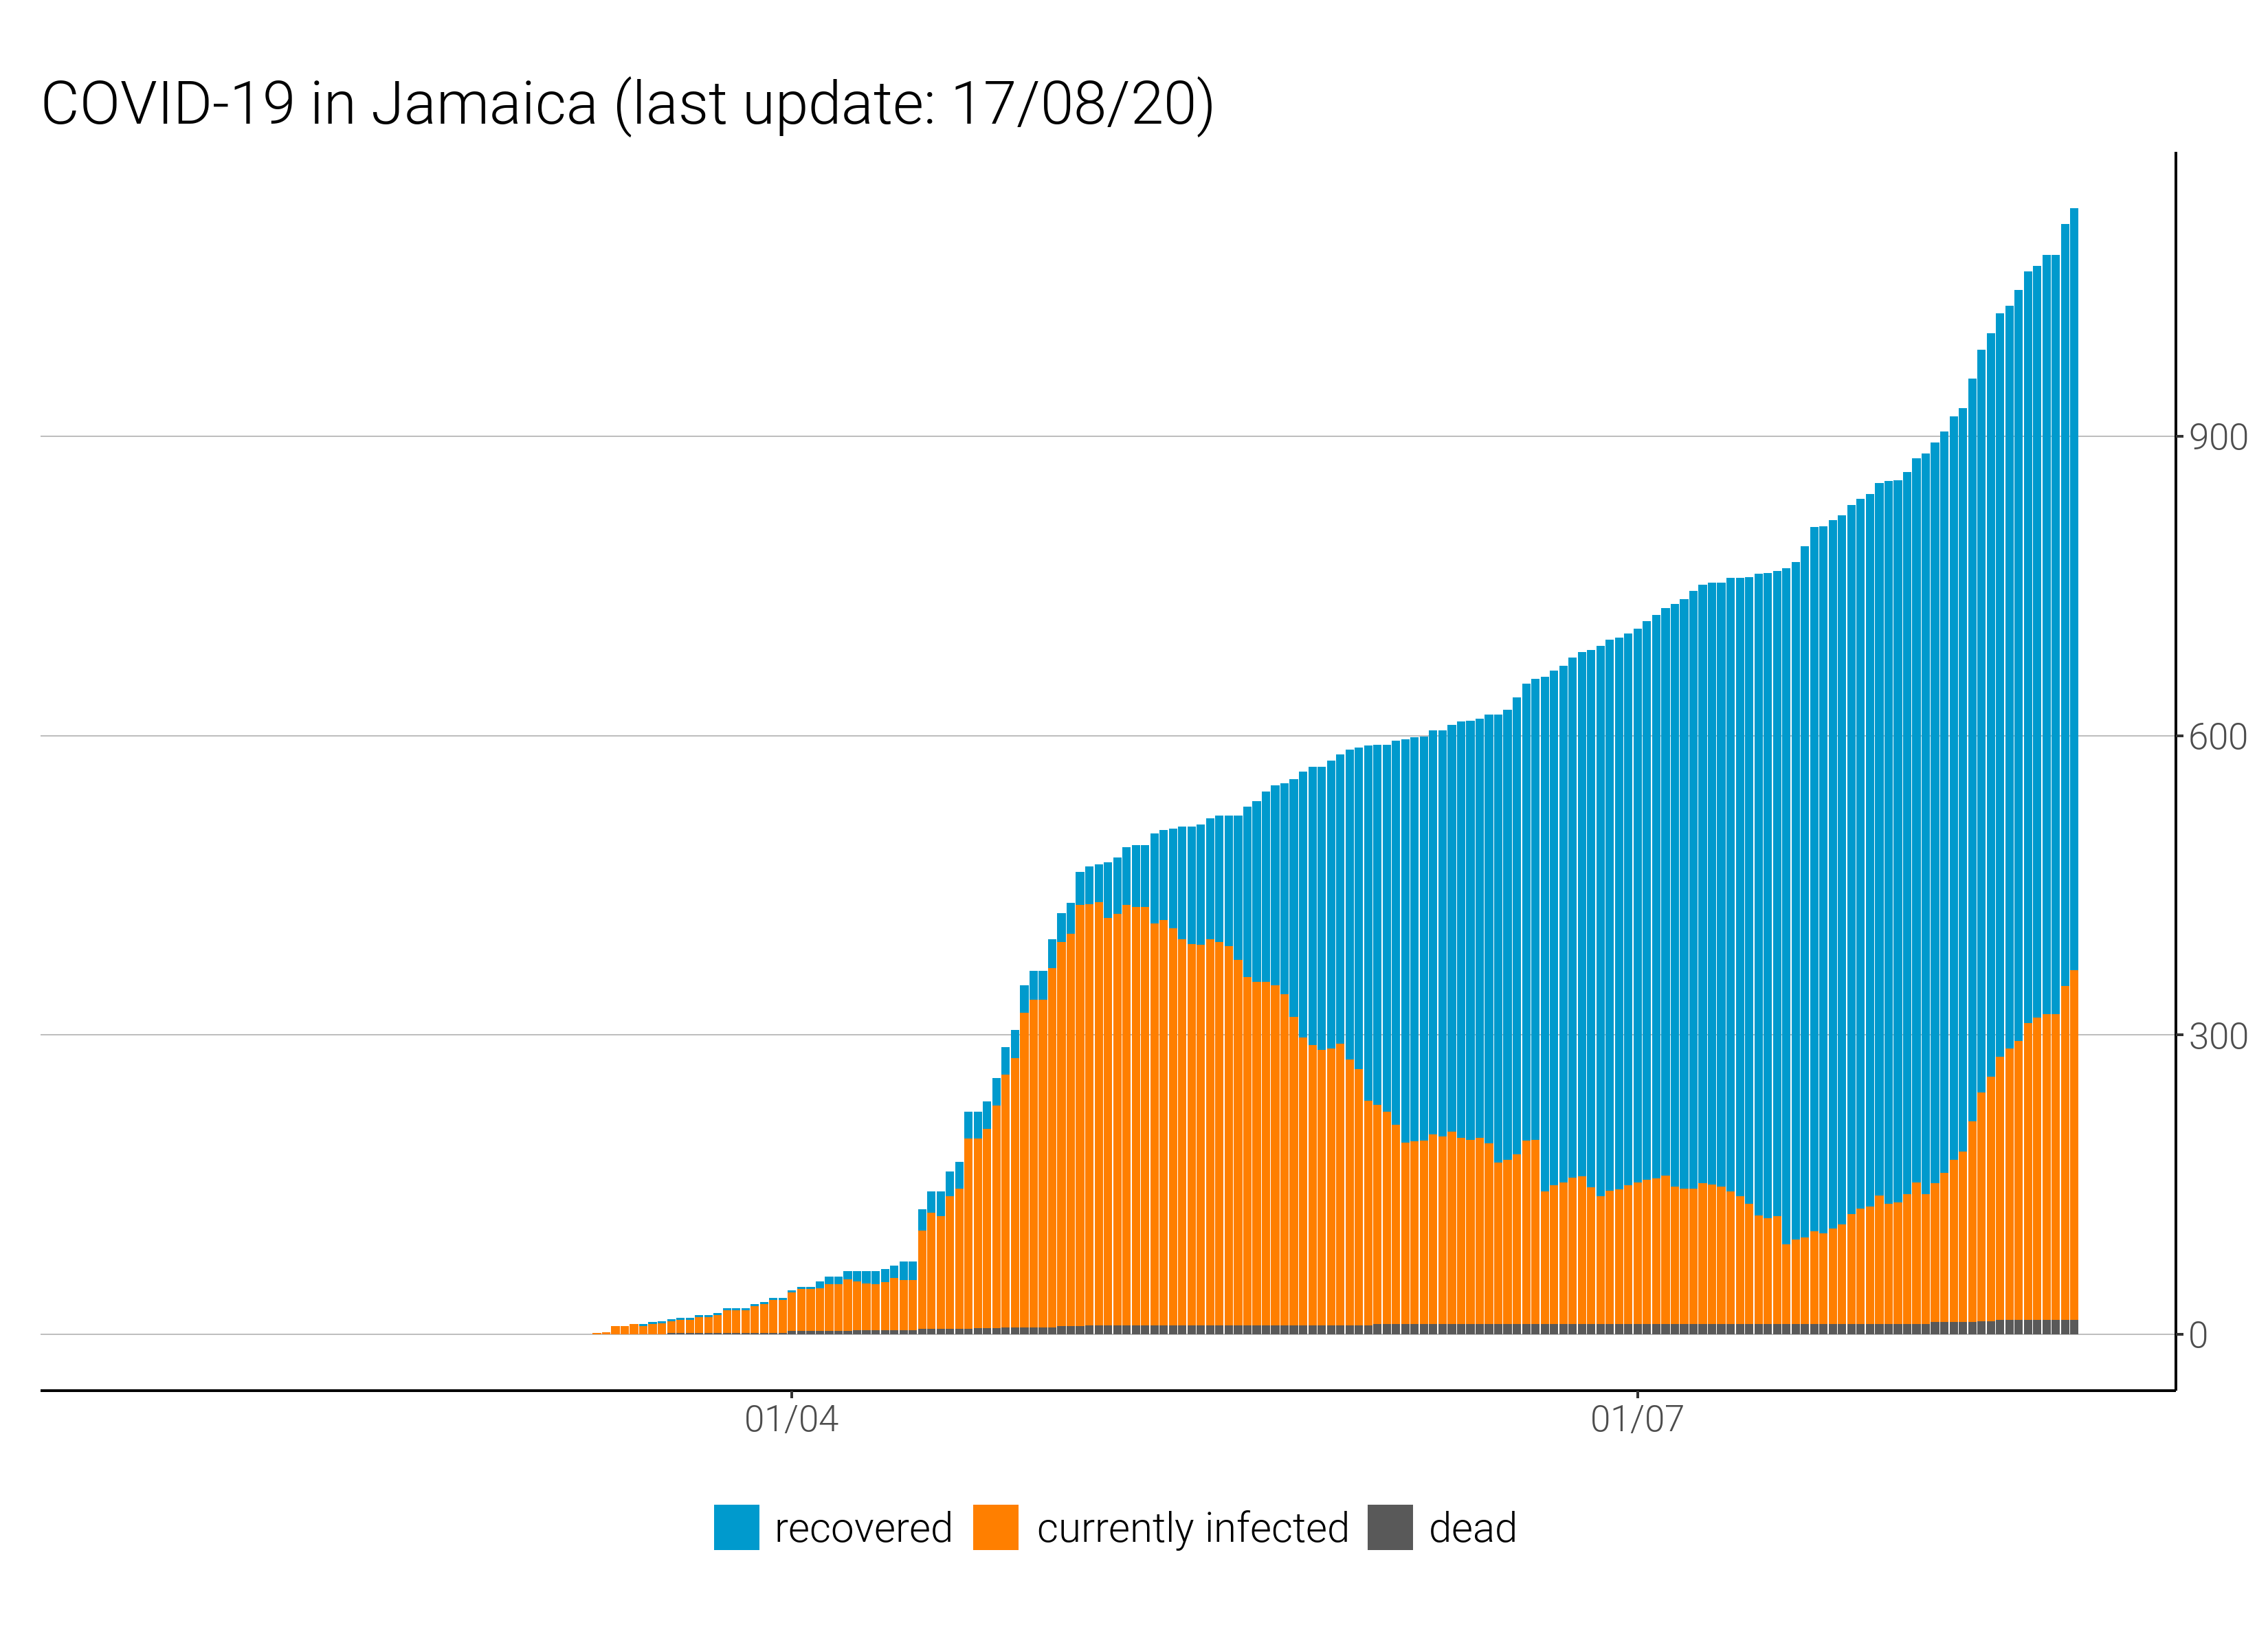 COVID-19 in Jamaica (last update: 17/08/20)
900
600
300
0
01/04 01/07
recovered currently infected dead